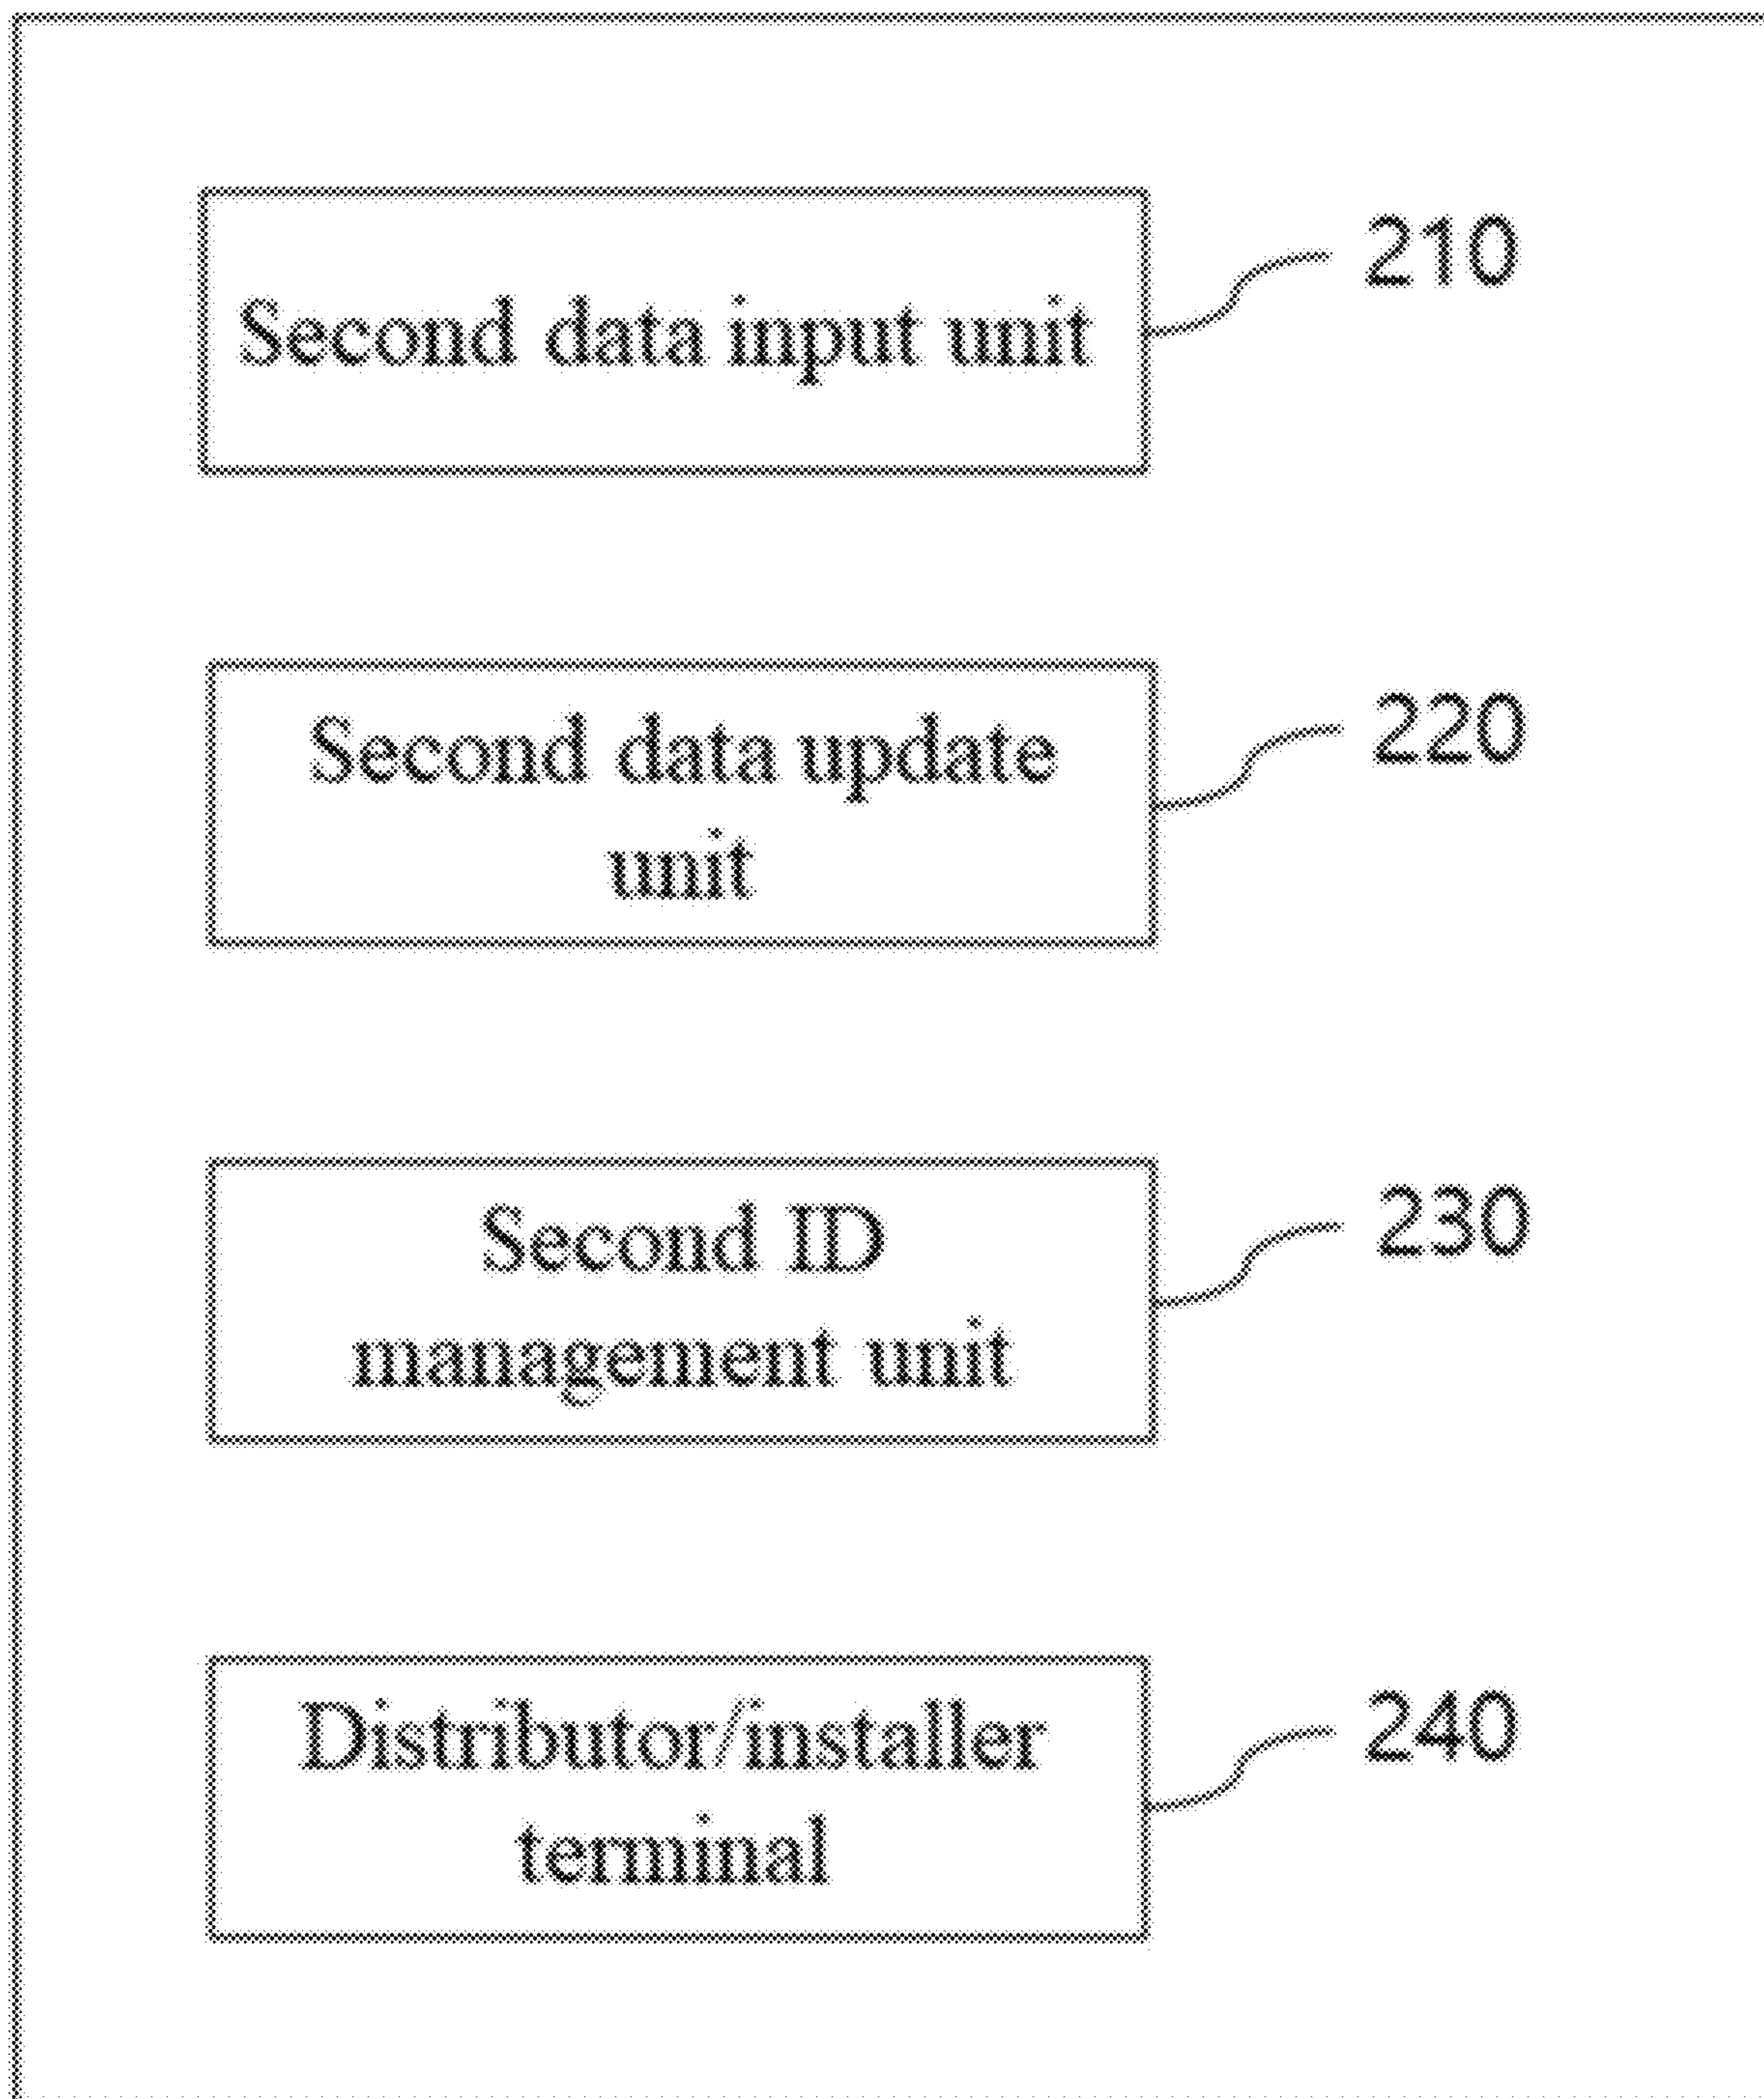 Second data input unit
210
Second data update
unit
220
Second ID
management unit
230
Distributor/installer
terminal
240